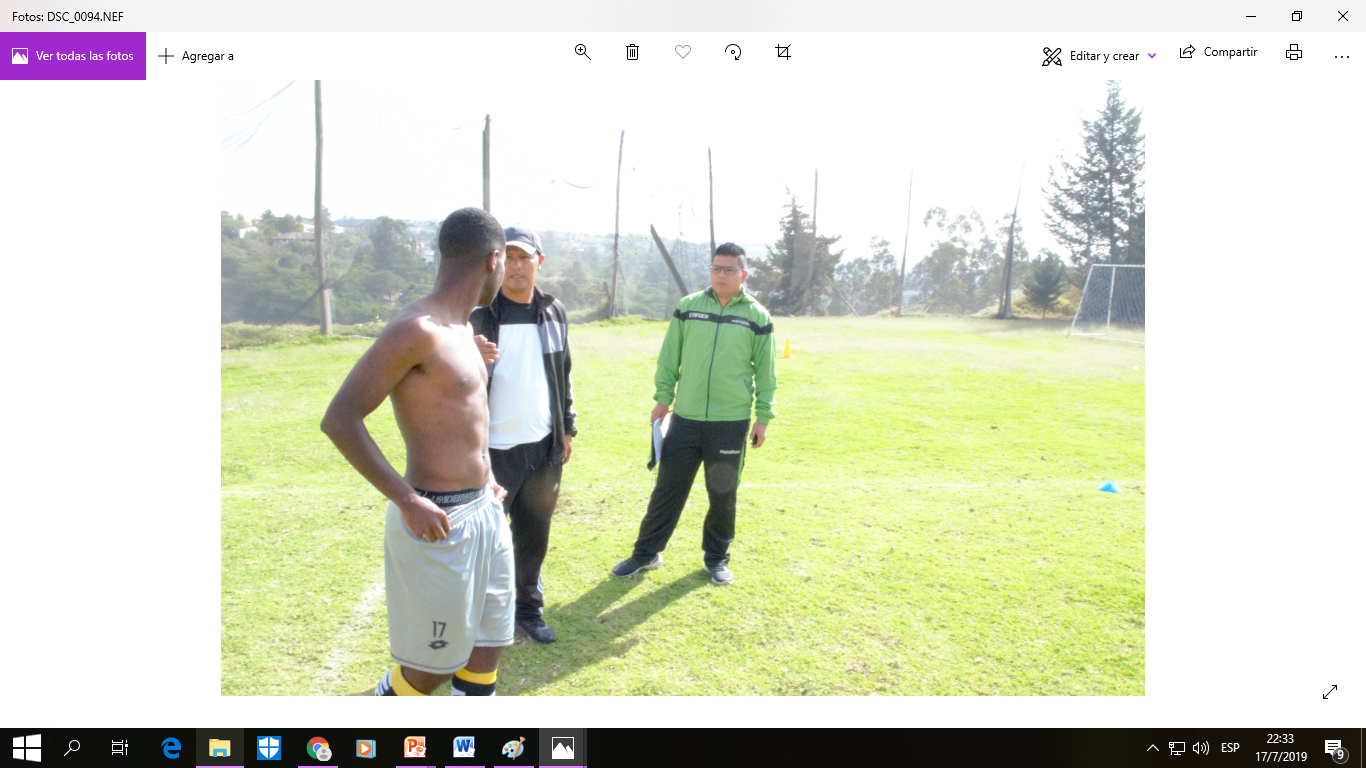 Fotos: DSC_0094.NEF
Ver todas las fotos
Agregar a
Editar y crear
Compartir
17
ESP
22:33
17/7/2019
9